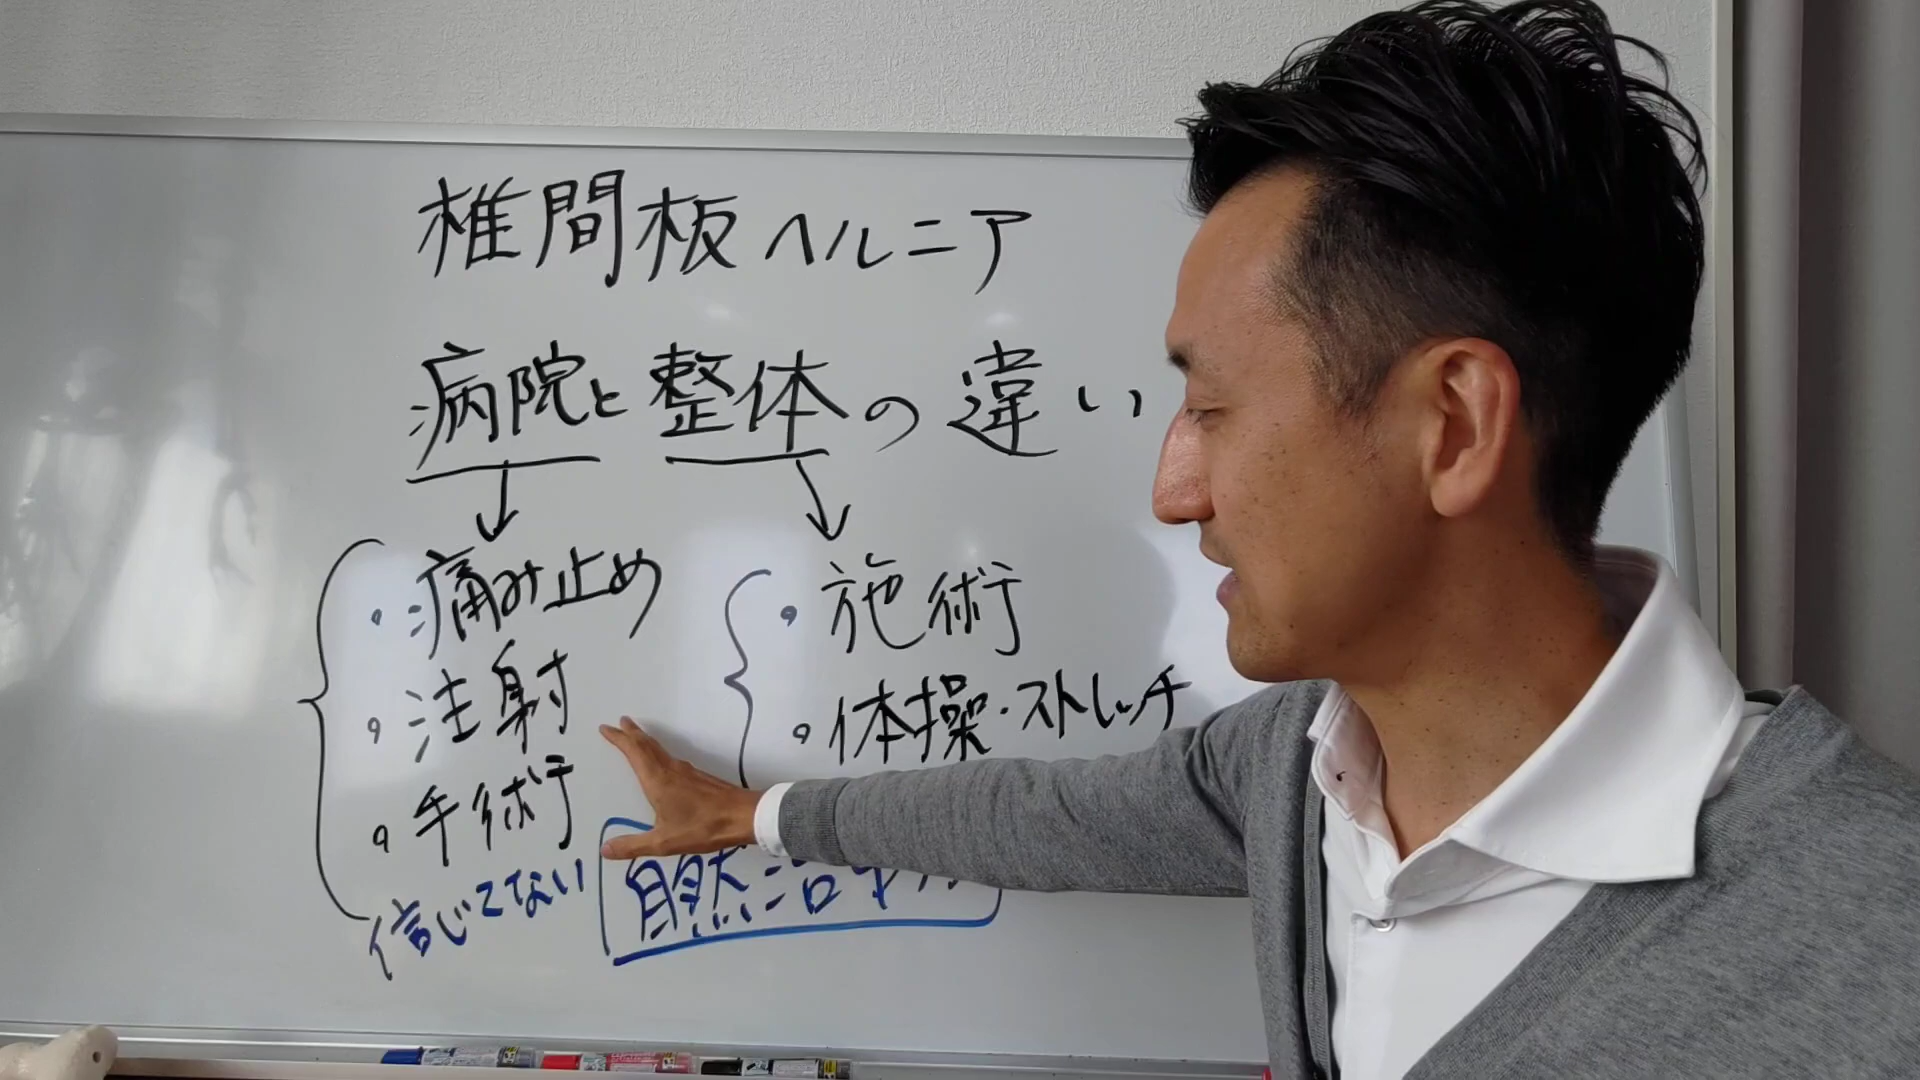 椎間板ヘルニア
病院と整体の違い
・痛み止め
・注射
・手術
信じてない
・施術
・体操・ストレッチ
自然治